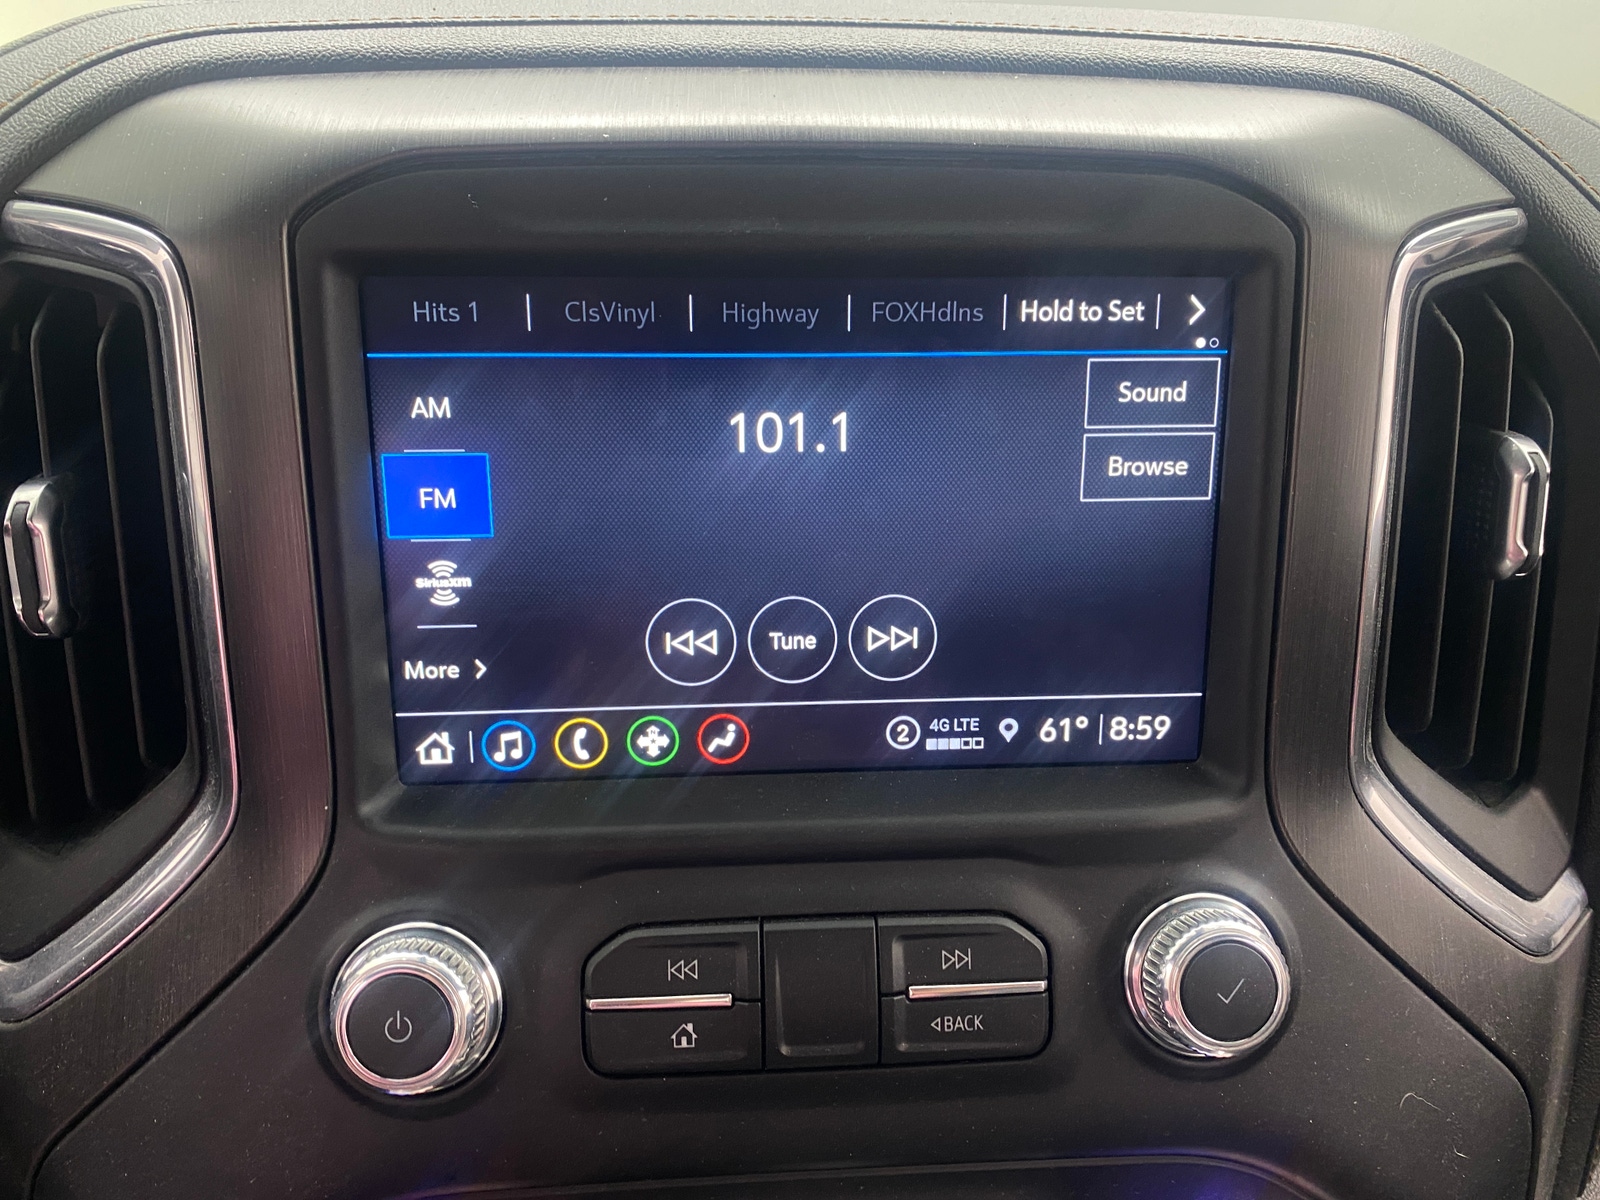 Hits 1 | ClsVinyl | Highway | FOXHdlns | Hold to Set |
AM
Sound
101.1
Browse
FM
SiriusXM
Tune
More
2 4G LTE 61° | 8:59
BACK